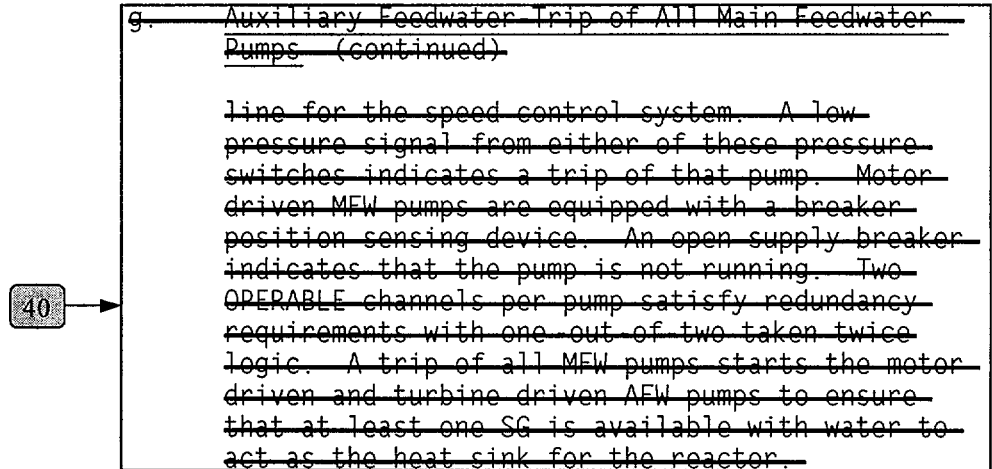 g. Auxiliary Feedwater-Trip of All Main Feedwater
Pumps (continued)
line for the speed control system. A low
pressure signal from either of these pressure
switches indicates a trip of that pump. Motor
driven MFW pumps are equipped with a breaker
position sensing device. An open supply breaker
indicates that the pump is not running. Two
40
OPERABLE channels per pump satisfy redundancy
requirements with one-out-of-two taken twice
logic. A trip of all MFW pumps starts the motor
driven and turbine driven AFW pumps to ensure
that at least one SG is available with water to
act as the heat sink for the reactor.